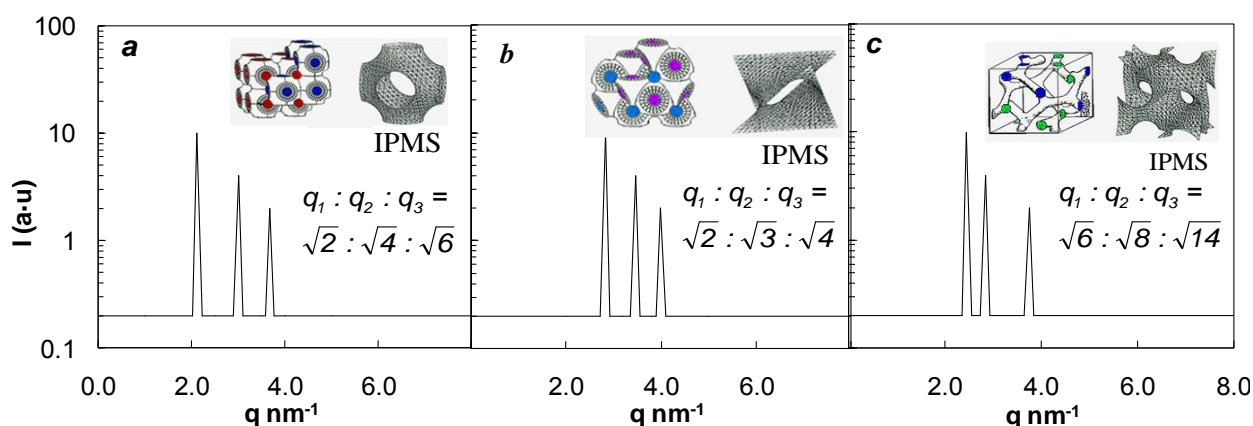 100
10
1
0.1
I (a·u)
a
IPMS
q1 : q2 : q3 =
√2 : √4 : √6
b
IPMS
q1 : q2 : q3 =
√2 : √3 : √4
c
IPMS
q1 : q2 : q3 =
√6 : √8 : √14
0.0 2.0 4.0 6.0
2.0 4.0 6.0
2.0 4.0 6.0 8.0
q nm-1
q nm-1
q nm-1